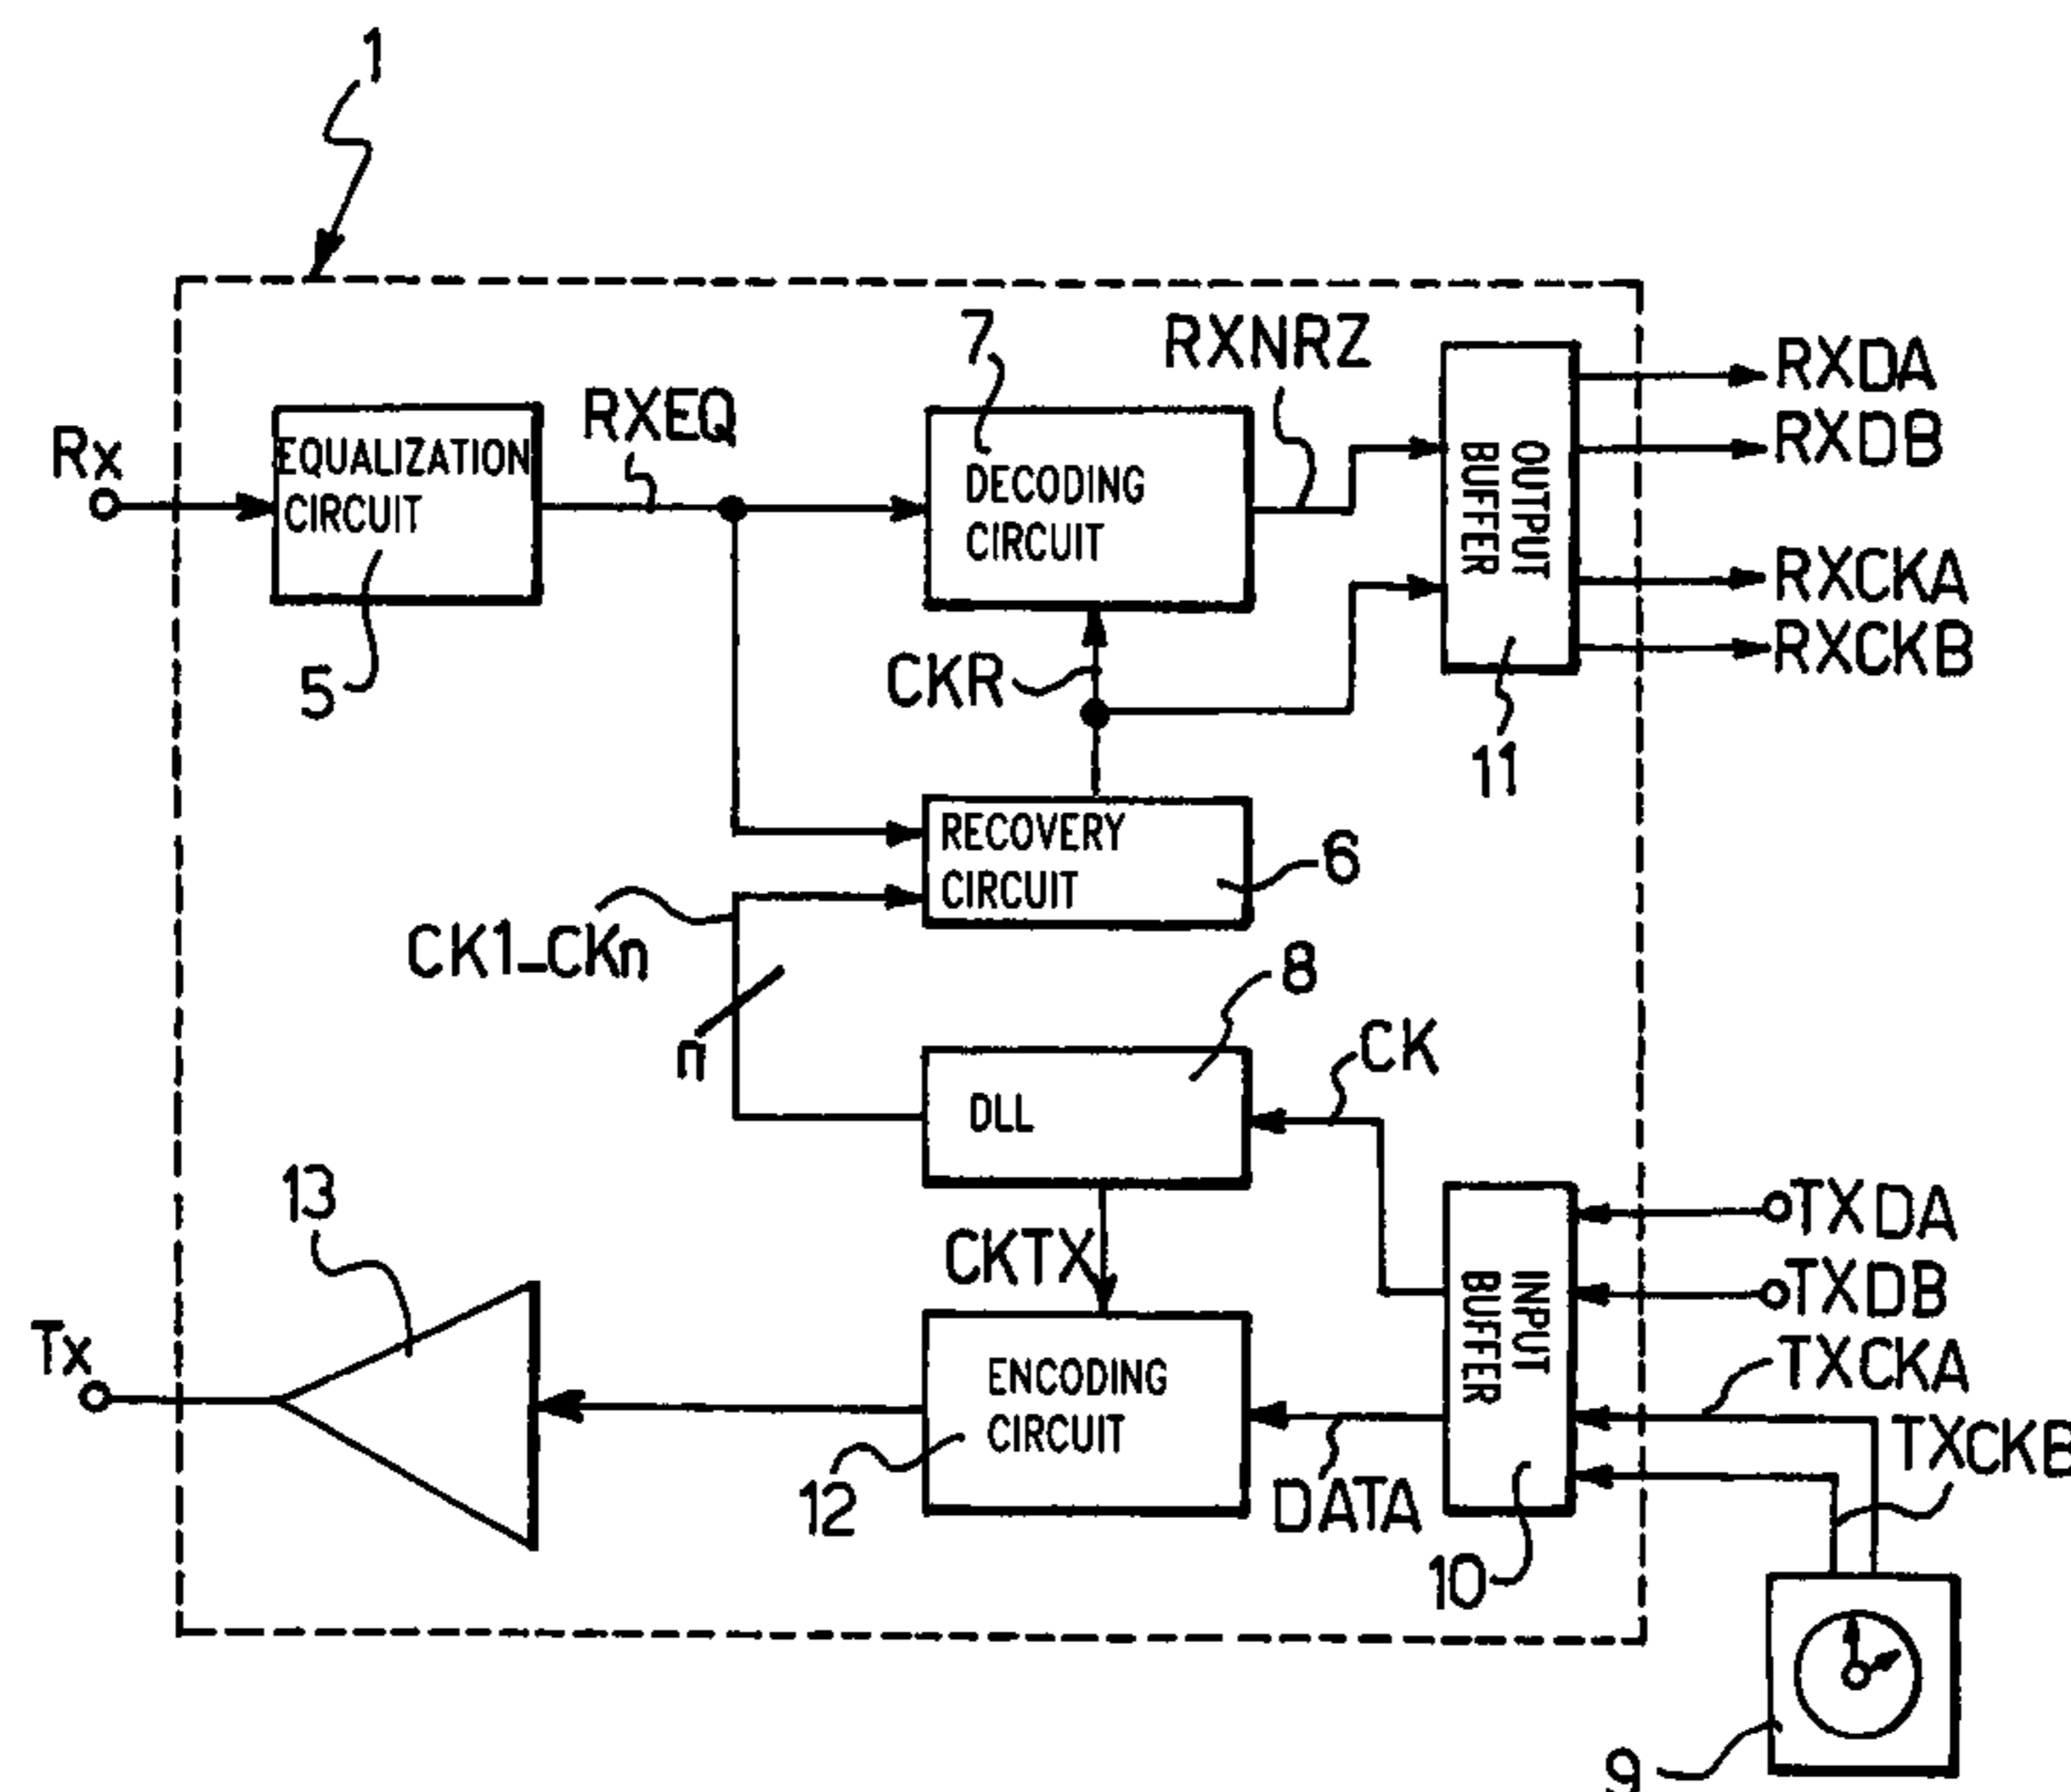 1
7
RXNRZ
RXDA
RXDB
RXCKA
RXCKB
Rx
EQUALIZATION
CIRCUIT
5
RXEQ
DECODING
CIRCUIT
OUTPUT
BUFFER
11
CKR
RECOVERY
CIRCUIT
6
CK1_CKn
n
8
DLL
CK
13
CKTX
Tx
ENCODING
CIRCUIT
12
DATA
INPUT
BUFFER
10
TXDA
TXDB
TXCKA
TXCKB
9